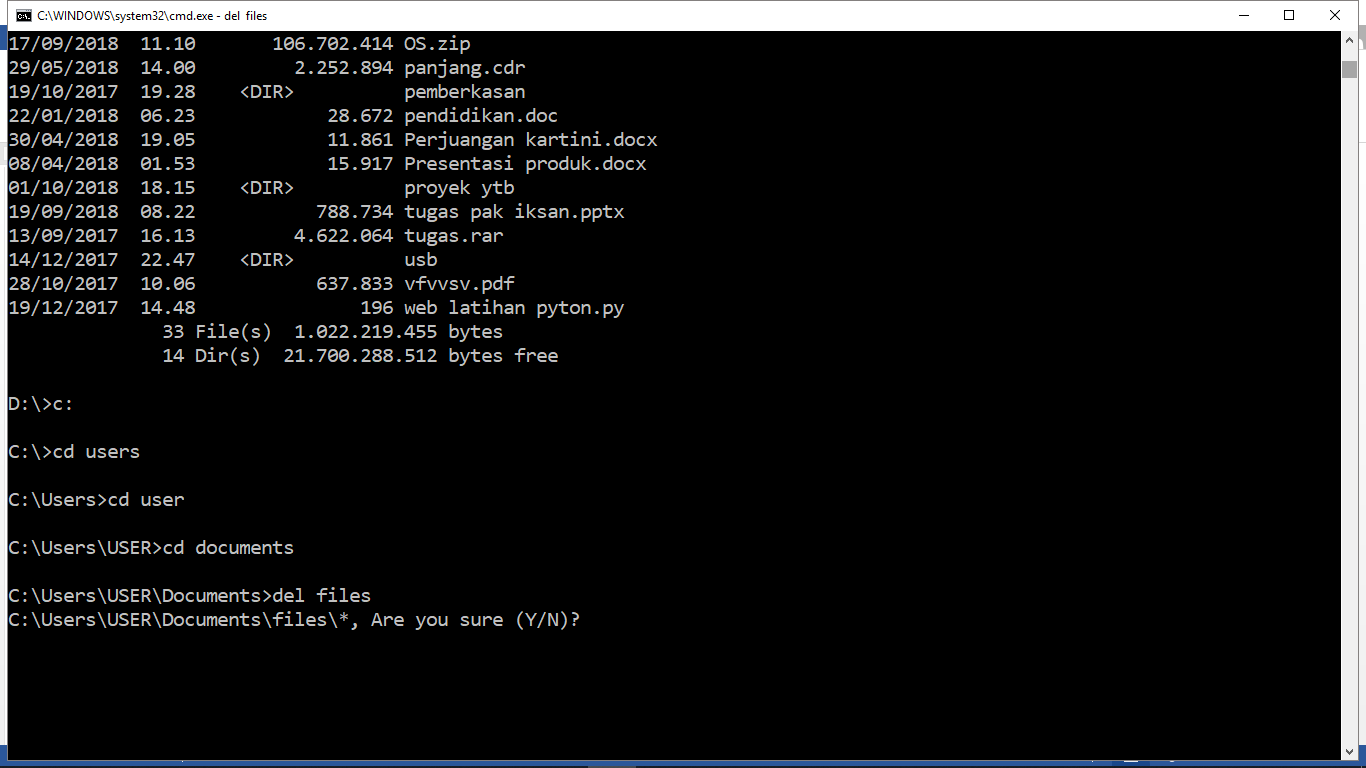 C:\WINDOWS\system32\cmd.exe - del files
17/09/2018 11.10 106.702.414 OS.zip
29/05/2018 14.00 2.252.894 panjang.cdr
19/10/2017 19.28 <DIR> pemberkasan
22/01/2018 06.23 28.672 pendidikan.doc
30/04/2018 19.05 11.861 Perjuangan kartini.docx
08/04/2018 01.53 15.917 Presentasi produk.docx
01/10/2018 18.15 <DIR> proyek ytb
19/09/2018 08.22 788.734 tugas pak iksan.pptx
13/09/2017 16.13 4.622.064 tugas.rar
14/12/2017 22.47 <DIR> usb
28/10/2017 10.06 637.833 vfvvsv.pdf
19/12/2017 14.48 196 web latihan pyton.py
33 File(s) 1.022.219.455 bytes
14 Dir(s) 21.700.288.512 bytes free
D:\>c:
C:\>cd users
C:\Users>cd user
C:\Users\USER>cd documents
C:\Users\USER\Documents>del files
C:\Users\USER\Documents\files\*, Are you sure (Y/N)?